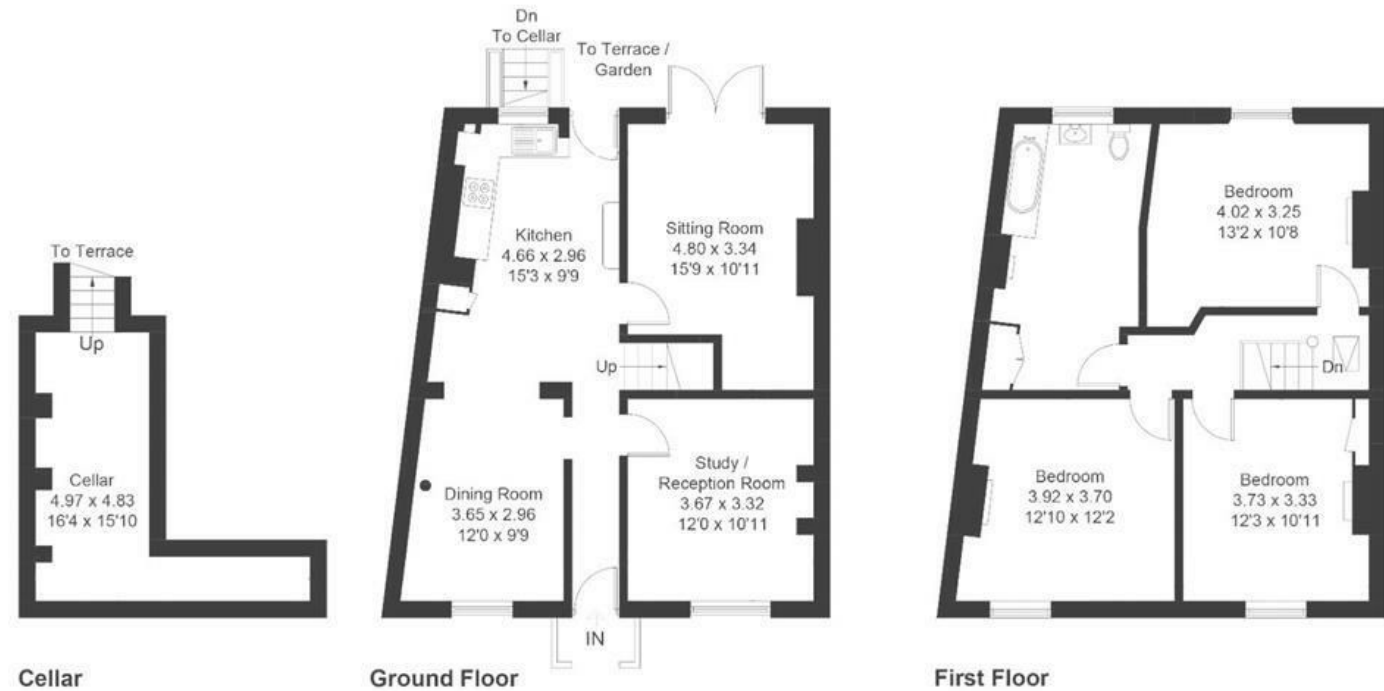 To Terrace
Up
Cellar
4.97 x 4.83
16'4 x 15'10
Cellar
Dn
To Cellar
To Terrace /
Garden
Kitchen
4.66 x 2.96
15'3 x 9'9
Sitting Room
4.80 x 3.34
15'9 x 10'11
Up
Dining Room
3.65 x 2.96
12'0 x 9'9
Study /
Reception Room
3.67 x 3.32
12'0 x 10'11
IN
Ground Floor
Bedroom
4.02 x 3.25
13'2 x 10'8
Dn
Bedroom
3.92 x 3.70
12'10 x 12'2
Bedroom
3.73 x 3.33
12'3 x 10'11
First Floor